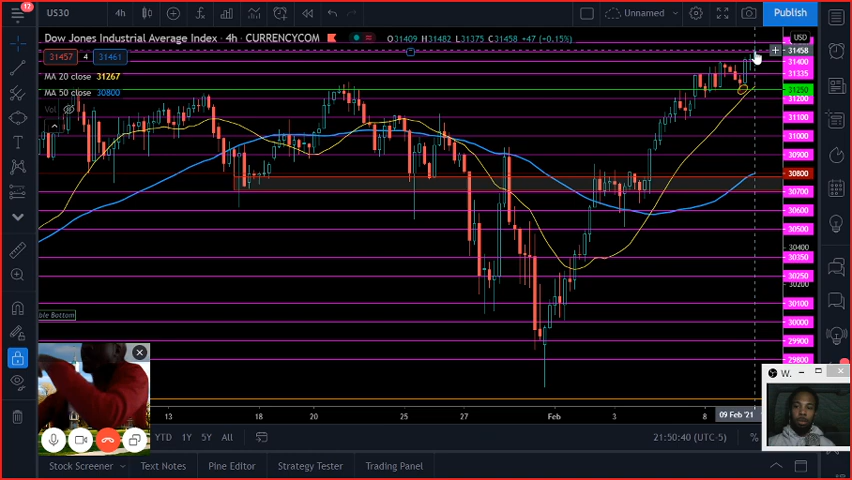 12
US30
4h
Unnamed
Publish
Dow Jones Industrial Average Index · 4h · CURRENCYCOM
O31409 H31482 L31375 C31458 +47 (+0.15%)
USD
31457 4 31461
31458
31400
MA 20 close 31267
31335
MA 50 close 30800
31250
Vol
31200
31100
31000
30900
30800
30700
30600
30500
30400
30350
30250
30200
30100
30000
29900
29800
ble Bottom
W..
13 18 20 25 27 Feb 3 8 09 Feb '21
YTD 1Y 5Y All
21:50:40 (UTC-5)
%
Stock Screener
Text Notes
Pine Editor
Strategy Tester
Trading Panel